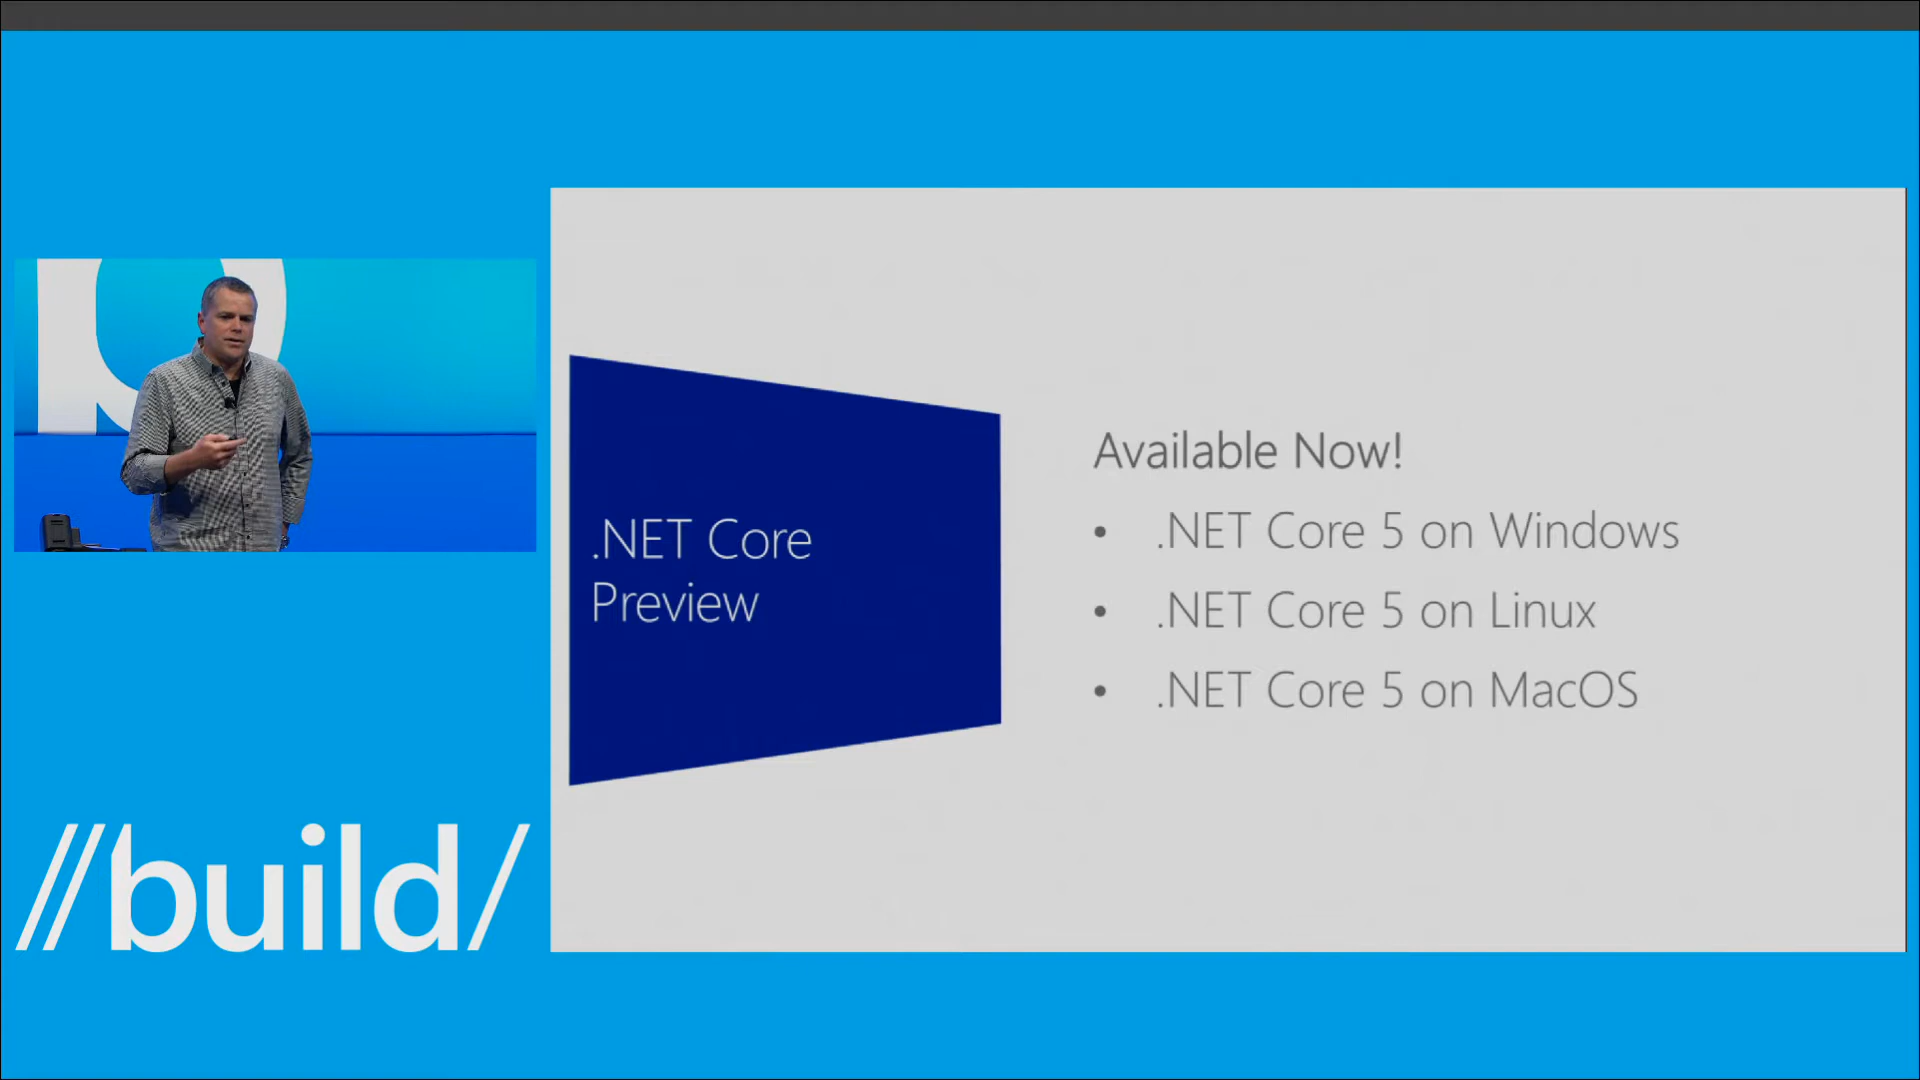 .NET Core
Preview
Available Now!
• .NET Core 5 on Windows
• .NET Core 5 on Linux
• .NET Core 5 on MacOS
//build/